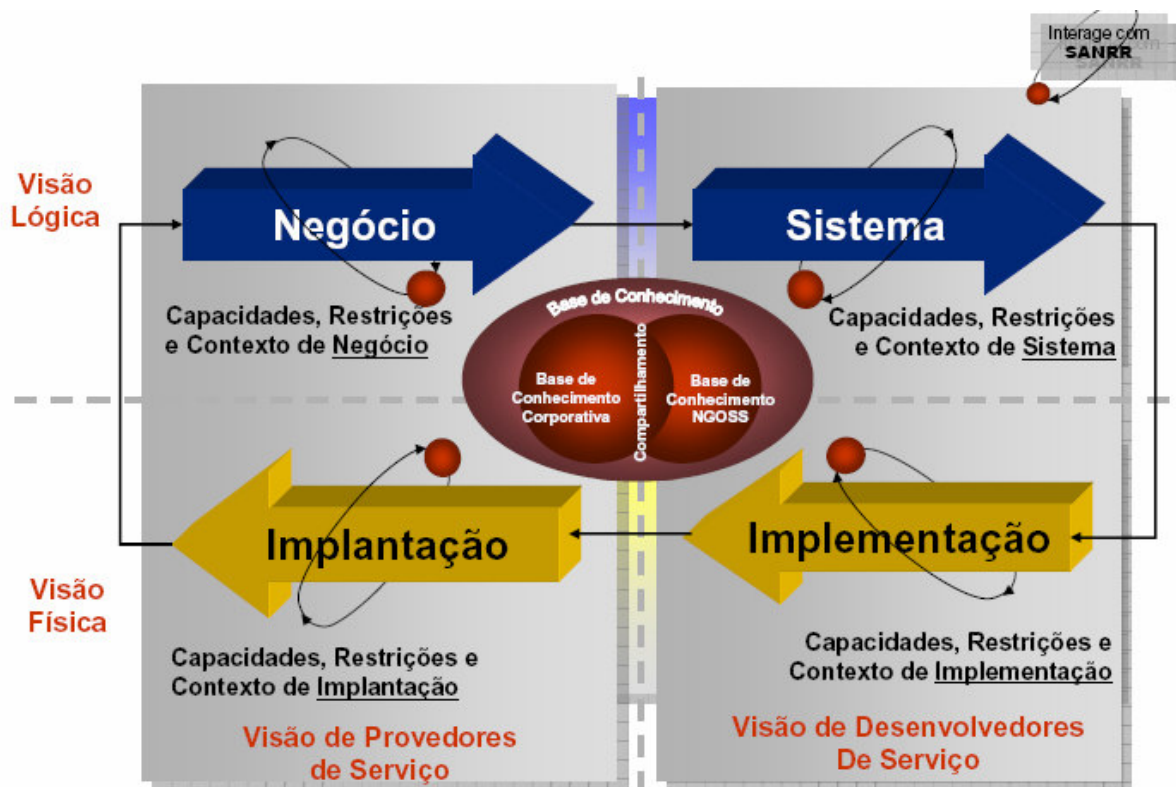 Interage com
SANRR
Visão
Lógica
Negócio
Sistema
Capacidades, Restrições
e Contexto de Negócio
Capacidades, Restrições
e Contexto de Sistema
Base de Conhecimento
Base de
Conhecimento
Corporativa
Compartilhamento
Base de
Conhecimento
NGOSS
Implantação
Implementação
Visão
Física
Capacidades, Restrições e
Contexto de Implantação
Capacidades, Restrições e
Contexto de Implementação
Visão de Provedores
de Serviço
Visão de Desenvolvedores
De Serviço